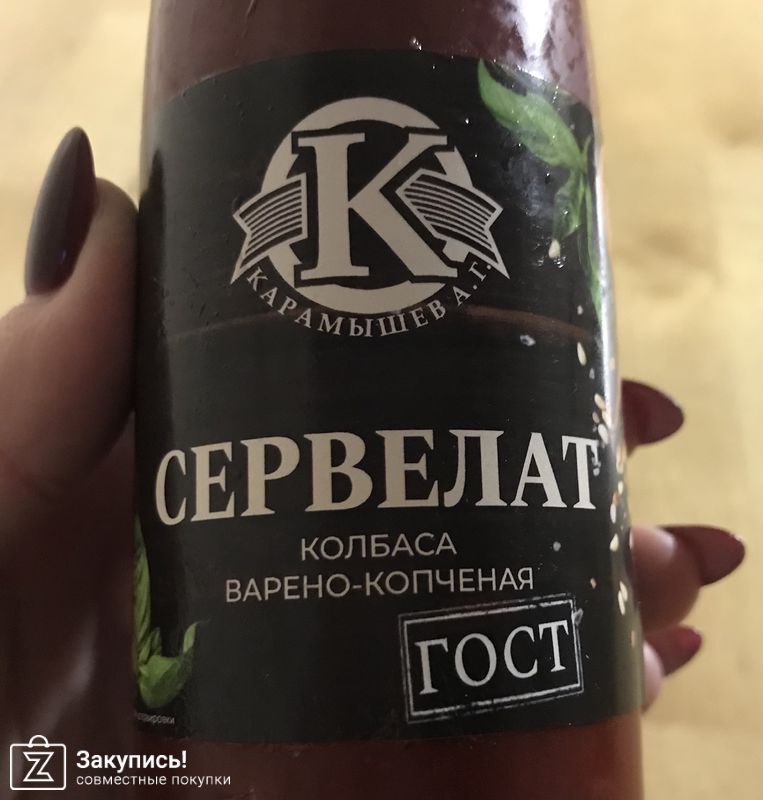 К
КАРАМЫШЕВ А.Г.
СЕРВЕЛАТ
КОЛБАСА
ВАРЕНО-КОПЧЕНАЯ
ГОСТ
Закупись!
совместные покупки